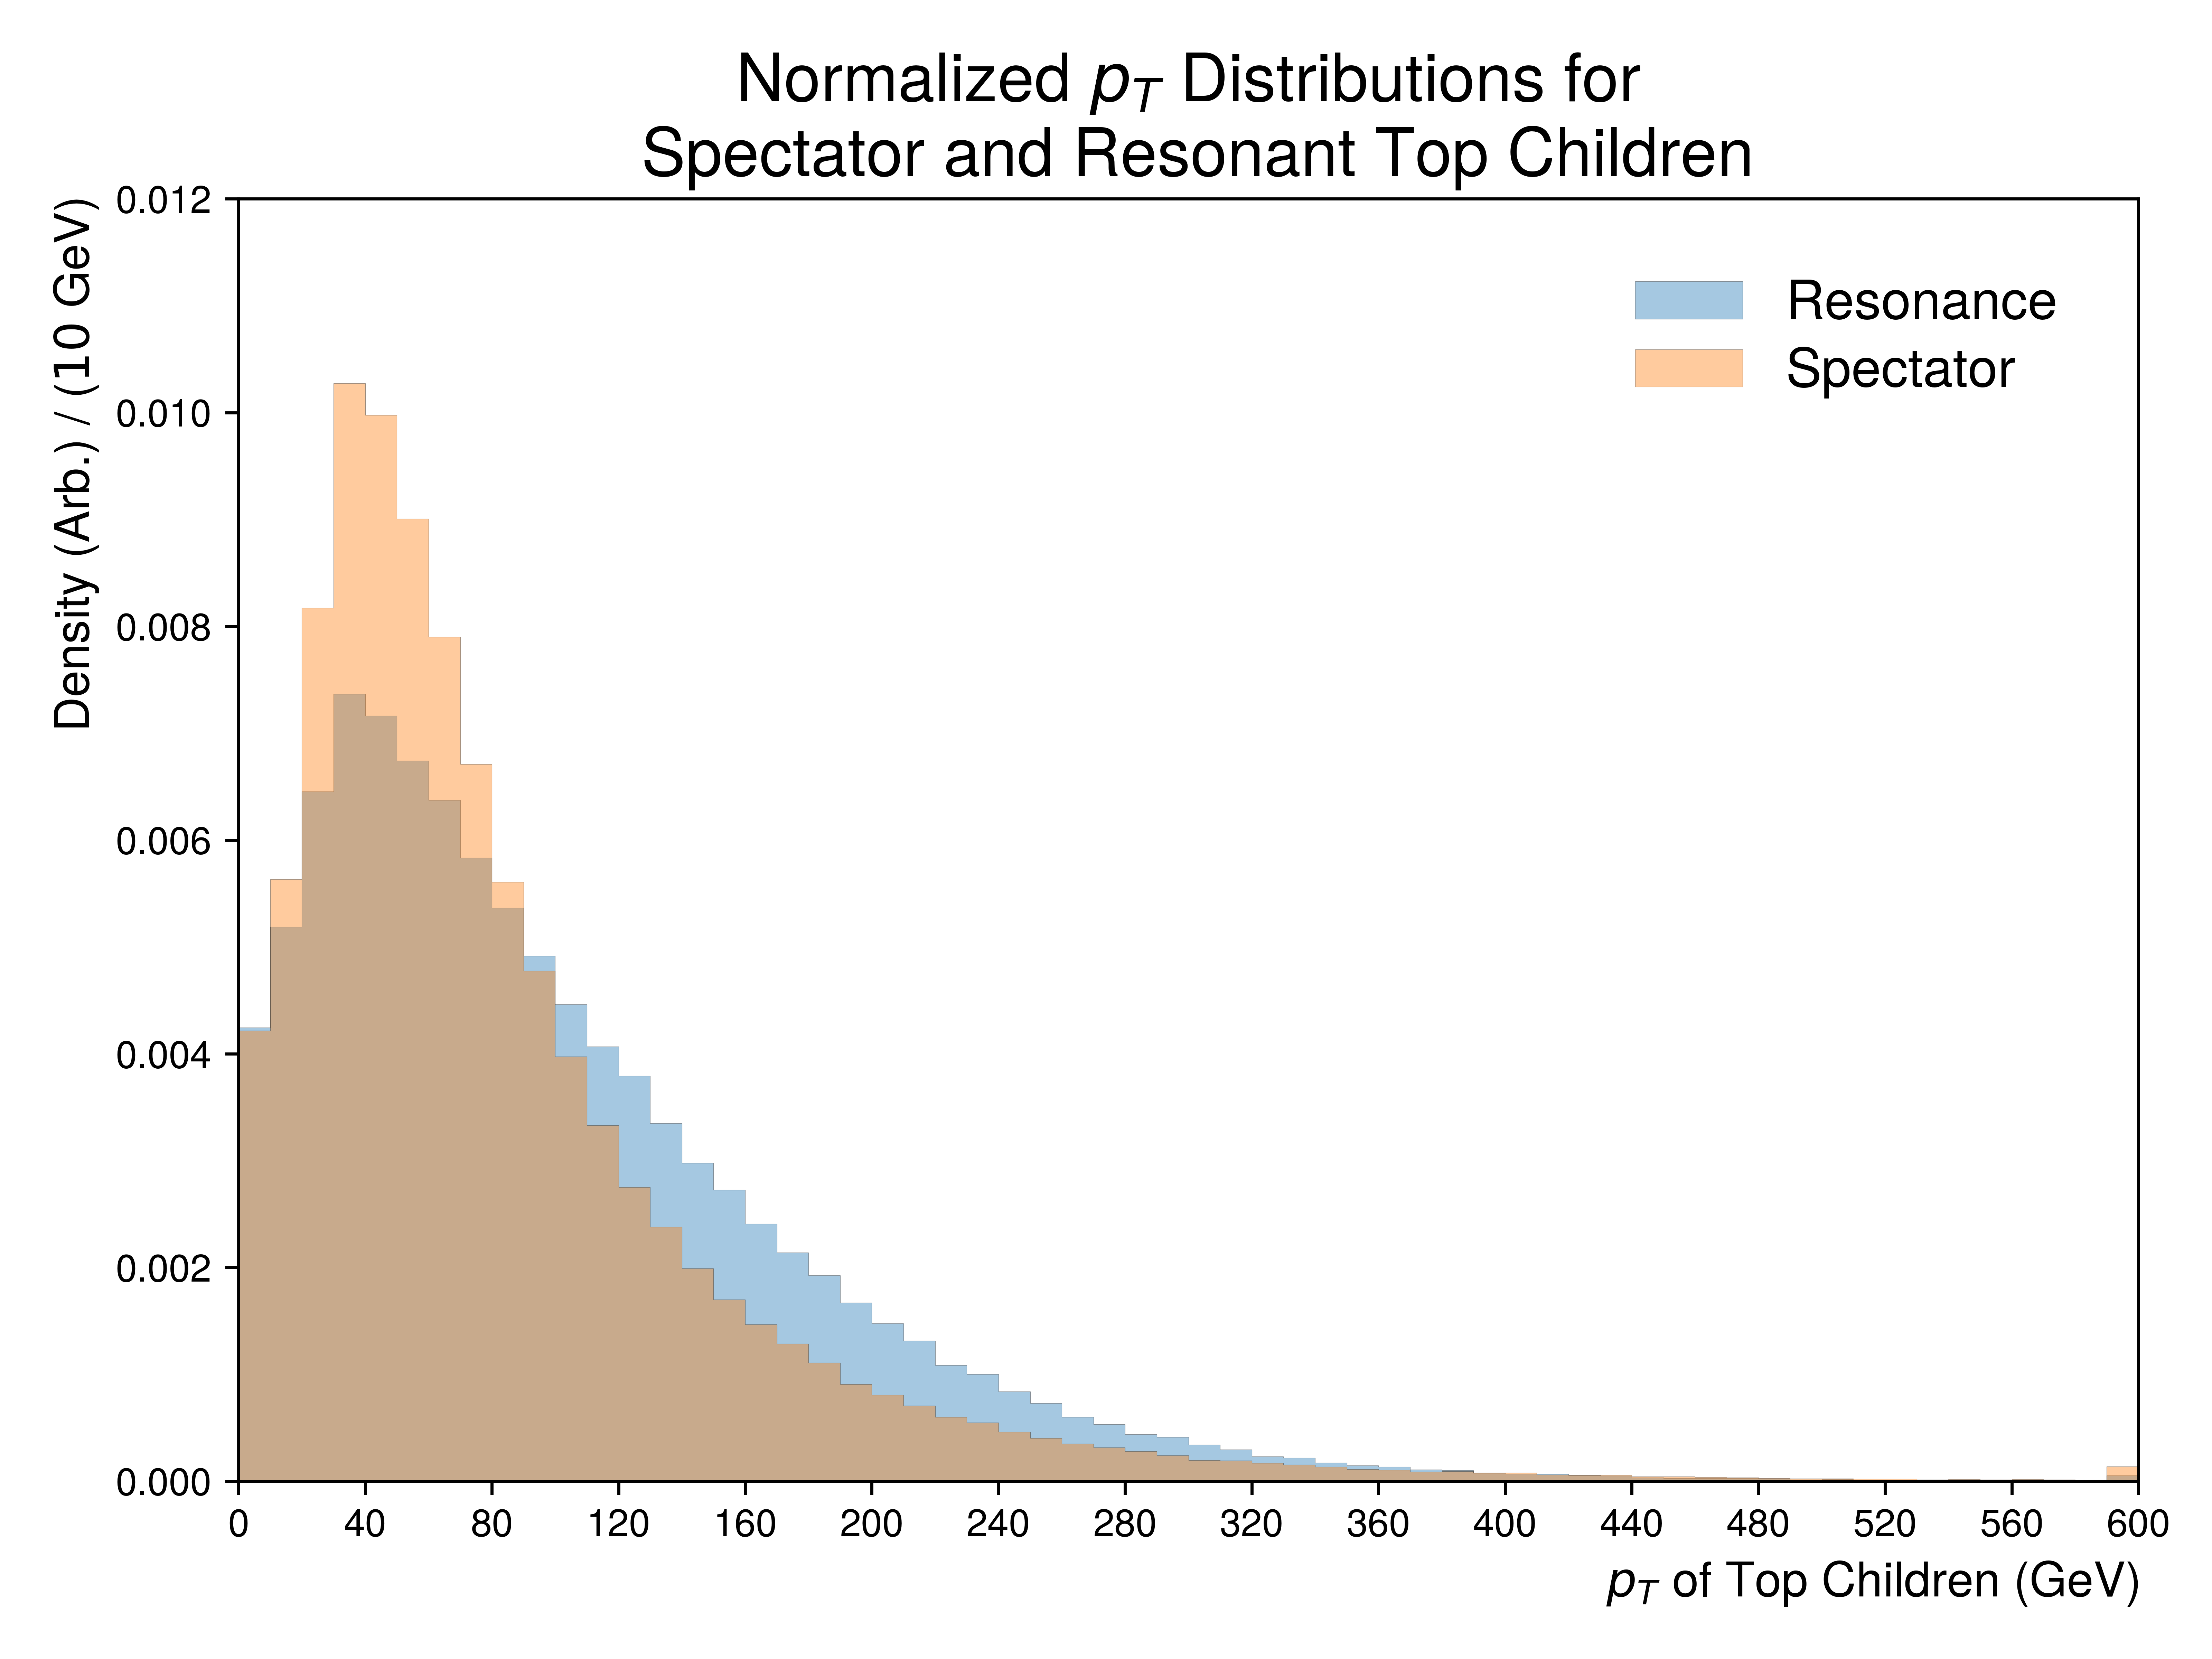 Normalized p_T Distributions for
Spectator and Resonant Top Children
Density (Arb.) / (10 GeV)
0.012
0.010
0.008
0.006
0.004
0.002
0.000
Resonance
Spectator
0 40 80 120 160 200 240 280 320 360 400 440 480 520 560 600
p_T of Top Children (GeV)